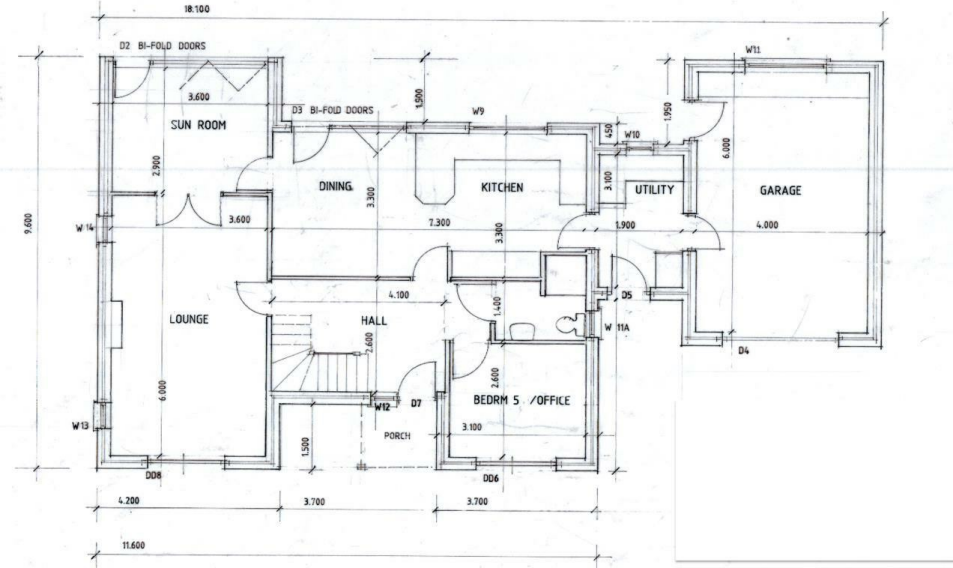 18.100
D2 BI-FOLD DOORS
W11
3.600
D3 BI-FOLD DOORS
1.500
W9
1.950
SUN ROOM
450
W10
6.000
2.900
DINING
3.300
KITCHEN
3.100
UTILITY
GARAGE
9.600
W14
3.600
7.300
3.300
1.900
4.000
4.100
D5
LOUNGE
HALL
1.400
W 11A
2.600
D4
6.000
2.600
BEDRM 5 /OFFICE
W12
D7
W13
PORCH
3.100
1.500
DD8
DD6
4.200
3.700
3.700
11.600